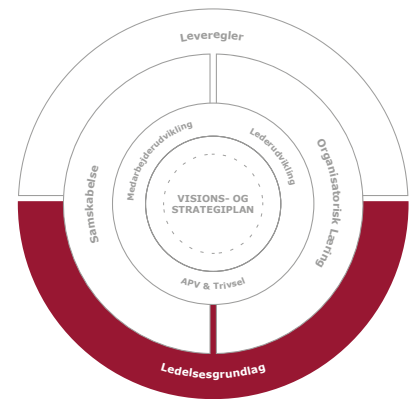 Leveregler
Samskabelse
Medarbejderudvikling
Lederudvikling
Organisatorisk Læring
VISIONS- OG
STRATEGIPLAN
APV & Trivsel
Ledelsesgrundlag